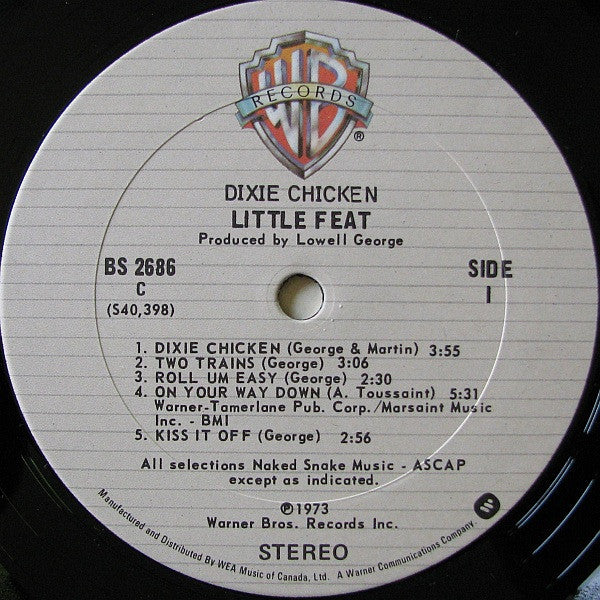 WB
RECORDS
®
DIXIE CHICKEN
LITTLE FEAT
Produced by Lowell George
BS 2686
C
(S40,398)
SIDE
1
1. DIXIE CHICKEN (George & Martin) 3:55
2. TWO TRAINS (George) 3:06
3. ROLL UM EASY (George) 2:30
4. ON YOUR WAY DOWN (A. Toussaint) 5:31
Warner-Tamerlane Pub. Corp./Marsaint Music
Inc. - BMI
5. KISS IT OFF (George) 2:56
All selections Naked Snake Music - ASCAP
except as indicated.
℗1973
Warner Bros. Records Inc.
STEREO
Manufactured and Distributed By WEA Music of Canada, Ltd. A Warner Communications Company